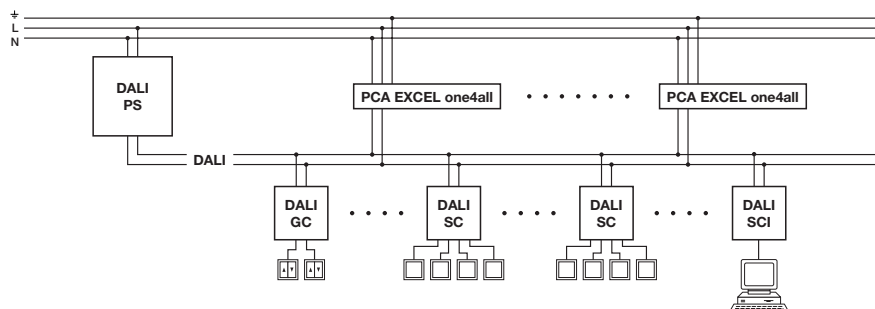 ⏚
L
N
DALI
PS
PCA EXCEL one4all
PCA EXCEL one4all
DALI
DALI
GC
DALI
SC
DALI
SC
DALI
SCI